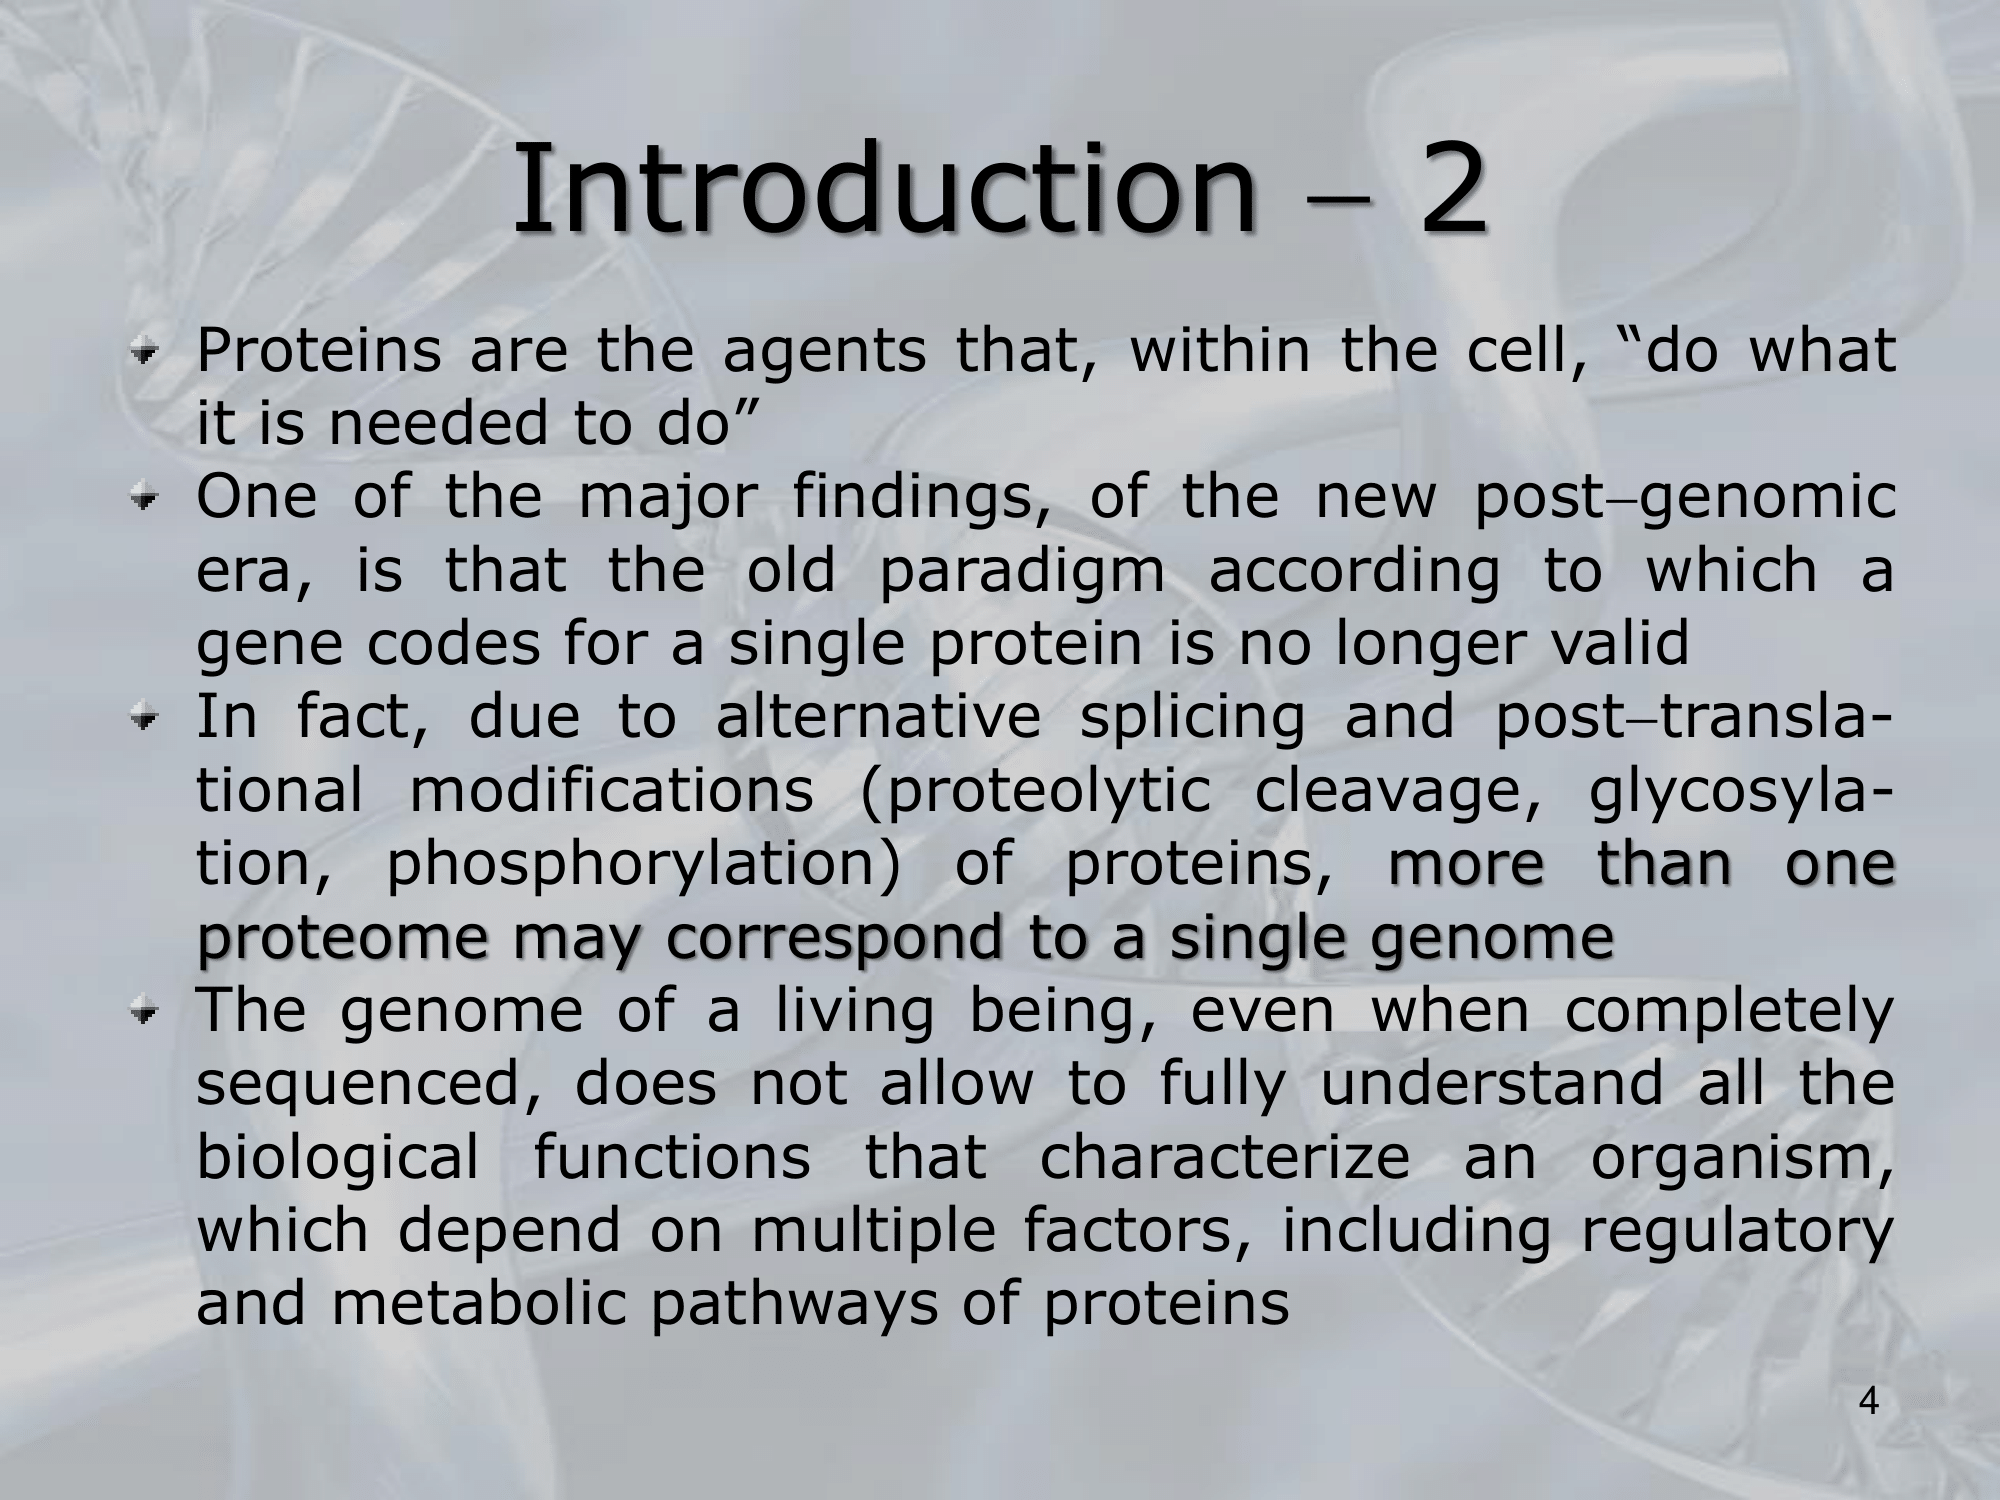 Introduction – 2
Proteins are the agents that, within the cell, “do what
it is needed to do”
One of the major findings, of the new post–genomic
era, is that the old paradigm according to which a
gene codes for a single protein is no longer valid
In fact, due to alternative splicing and post–transla-
tional modifications (proteolytic cleavage, glycosyla-
tion, phosphorylation) of proteins, more than one
proteome may correspond to a single genome
The genome of a living being, even when completely
sequenced, does not allow to fully understand all the
biological functions that characterize an organism,
which depend on multiple factors, including regulatory
and metabolic pathways of proteins
4